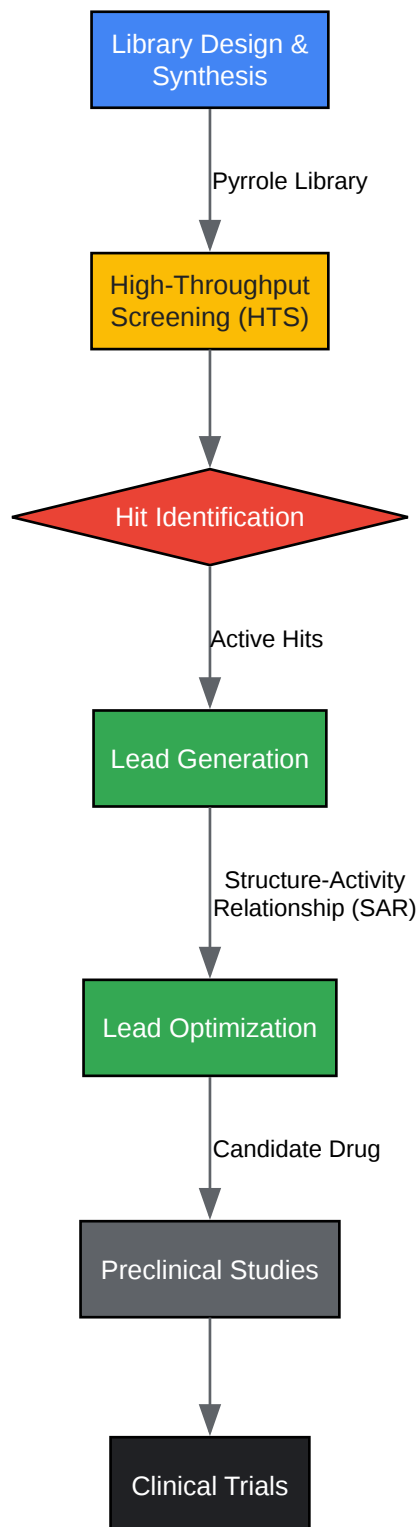 Library Design &
Synthesis
Pyrrole Library
High-Throughput
Screening (HTS)
Hit Identification
Active Hits
Lead Generation
Structure-Activity
Relationship (SAR)
Lead Optimization
Candidate Drug
Preclinical Studies
Clinical Trials